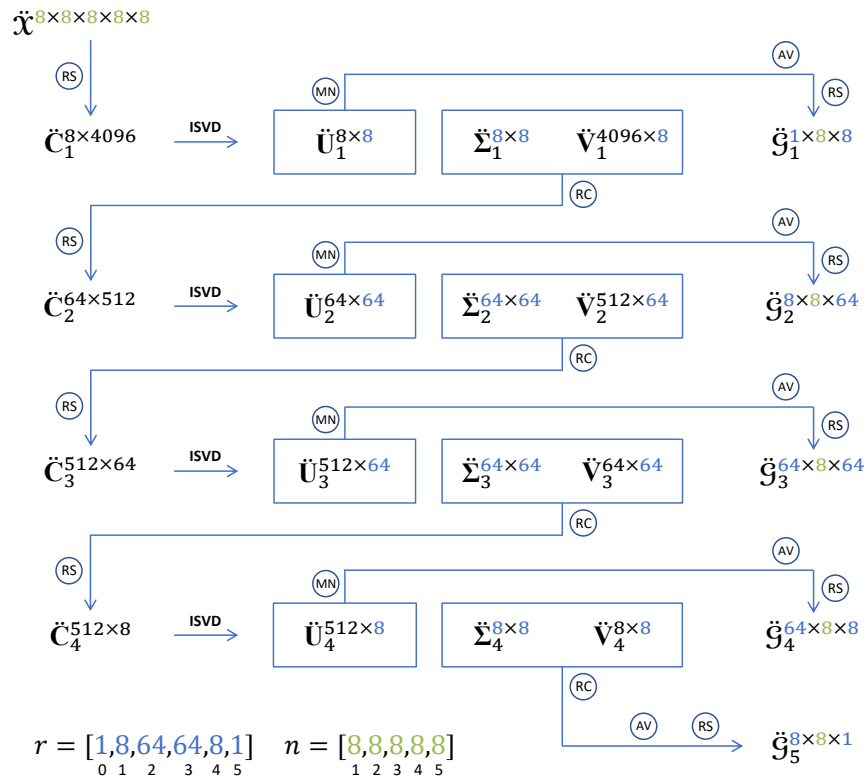 𝒳̈^{8×8×8×8×8}
AV
RS MN RS
C̈_1^{8×4096} ISVD Ü_1^{8×8} Σ̈_1^{8×8} V̈_1^{4096×8} 𝒢̈_1^{1×8×8}
RC
AV
RS MN RS
C̈_2^{64×512} ISVD Ü_2^{64×64} Σ̈_2^{64×64} V̈_2^{512×64} 𝒢̈_2^{8×8×64}
RC
AV
RS MN RS
C̈_3^{512×64} ISVD Ü_3^{512×64} Σ̈_3^{64×64} V̈_3^{64×64} 𝒢̈_3^{64×8×64}
RC
AV
RS MN RS
C̈_4^{512×8} ISVD Ü_4^{512×8} Σ̈_4^{8×8} V̈_4^{8×8} 𝒢̈_4^{64×8×8}
RC
AV RS
r = [1,8,64,64,8,1] n = [8,8,8,8,8] 𝒢̈_5^{8×8×1}
0 1 2 3 4 5 1 2 3 4 5